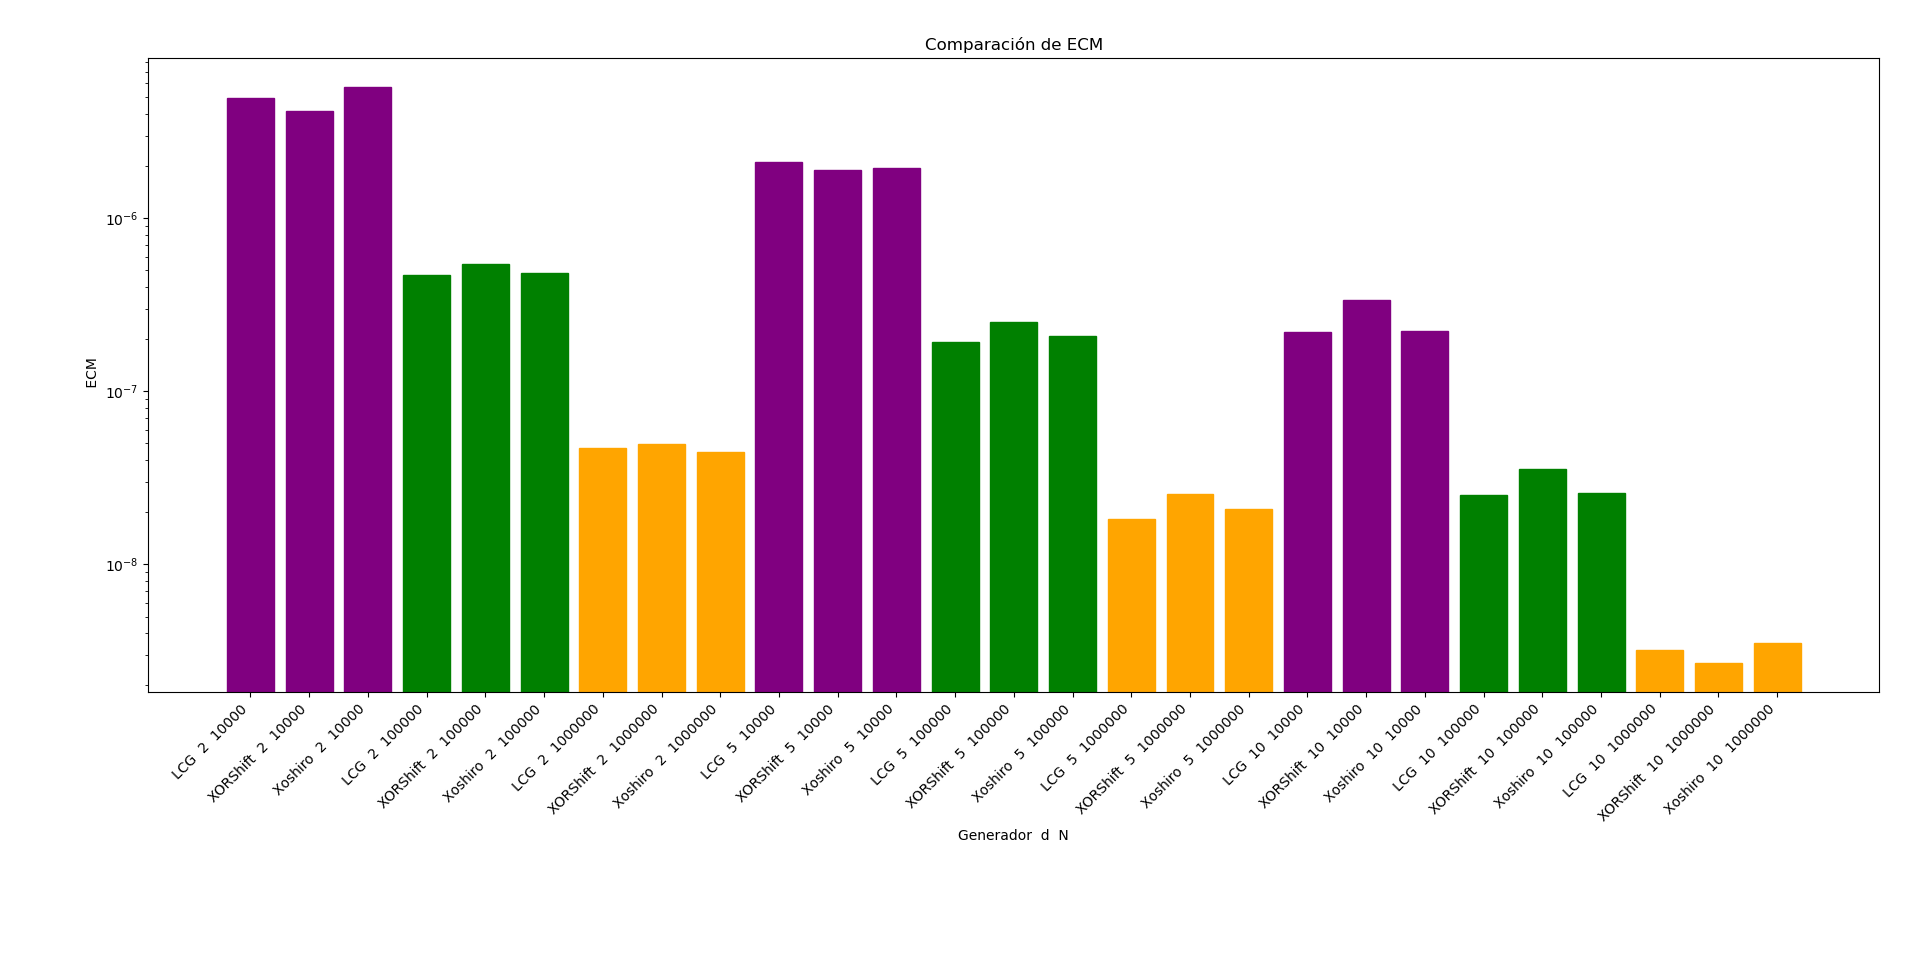 Comparación de ECM
ECM
10⁻⁶
10⁻⁷
10⁻⁸
LCG 2 10000
XORShift 2 10000
Xoshiro 2 10000
LCG 2 100000
XORShift 2 100000
Xoshiro 2 100000
LCG 2 1000000
XORShift 2 1000000
Xoshiro 2 1000000
LCG 5 10000
XORShift 5 10000
Xoshiro 5 10000
LCG 5 100000
XORShift 5 100000
Xoshiro 5 100000
LCG 5 1000000
XORShift 5 1000000
Xoshiro 5 1000000
LCG 10 10000
XORShift 10 10000
Xoshiro 10 10000
LCG 10 100000
XORShift 10 100000
Xoshiro 10 100000
LCG 10 1000000
XORShift 10 1000000
Xoshiro 10 1000000
Generador d N